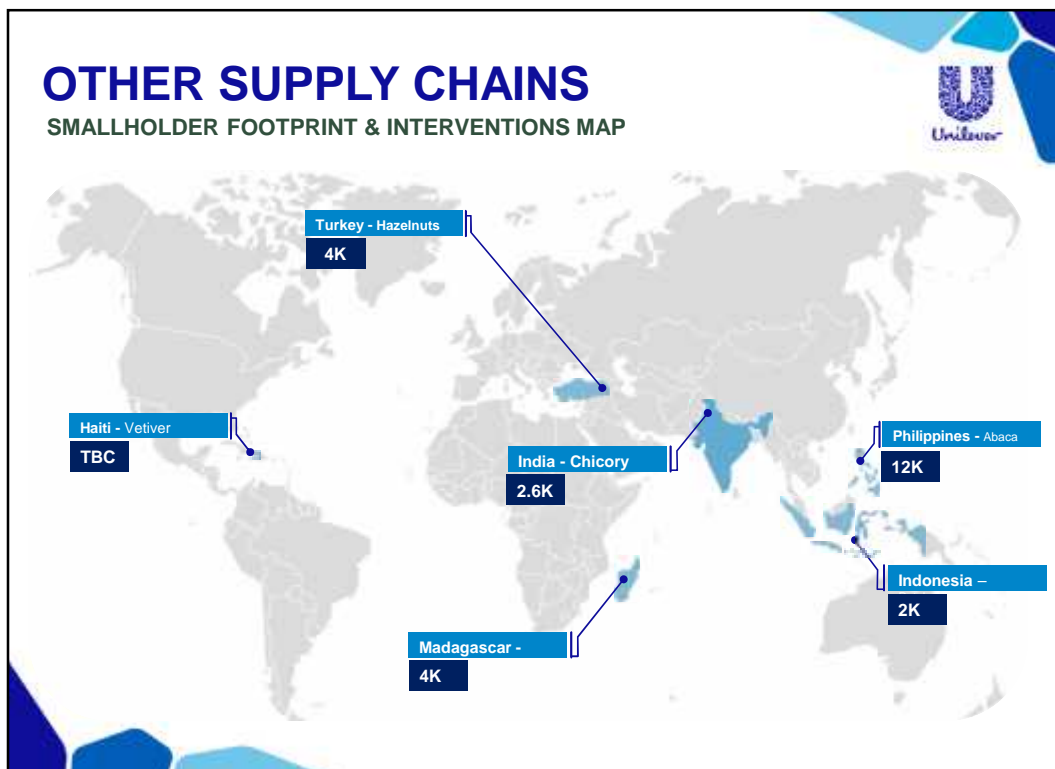 OTHER SUPPLY CHAINS
SMALLHOLDER FOOTPRINT & INTERVENTIONS MAP
Unilever
Turkey - Hazelnuts
4K
Haiti - Vetiver
TBC
India - Chicory
2.6K
Philippines - Abaca
12K
Indonesia –
2K
Madagascar -
4K